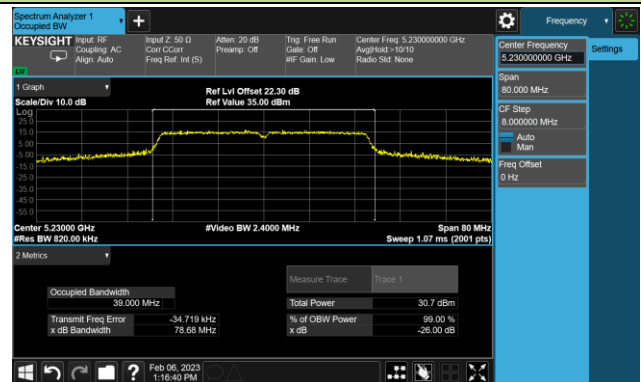 Spectrum Analyzer 1
Occupied BW
Frequency
KEYSIGHT
Input: RF
Coupling: AC
Align: Auto
Input Z: 50 Ω
Corr CCorr
Freq Ref: Int (S)
Atten: 20 dB
Preamp: Off
Trig: Free Run
Gate: Off
#IF Gain: Low
Center Freq: 5.230000000 GHz
Avg|Hold:>10/10
Radio Std: None
LW
Center Frequency
5.230000000 GHz
Settings
Span
80.000 MHz
CF Step
8.000000 MHz
Auto
Man
Freq Offset
0 Hz
1 Graph
Scale/Div 10.0 dB
Ref Lvl Offset 22.30 dB
Ref Value 35.00 dBm
Log
25.0
15.0
5.00
-5.00
-15.0
-25.0
-35.0
-45.0
-55.0
Center 5.23000 GHz
#Video BW 2.4000 MHz
Span 80 MHz
#Res BW 820.00 kHz
Sweep 1.07 ms (2001 pts)
2 Metrics
Measure Trace
Trace 1
Occupied Bandwidth
39.000 MHz
Total Power
30.7 dBm
Transmit Freq Error
-34.719 kHz
% of OBW Power
99.00 %
x dB Bandwidth
78.68 MHz
x dB
-26.00 dB
?
Feb 06, 2023
1:16:40 PM